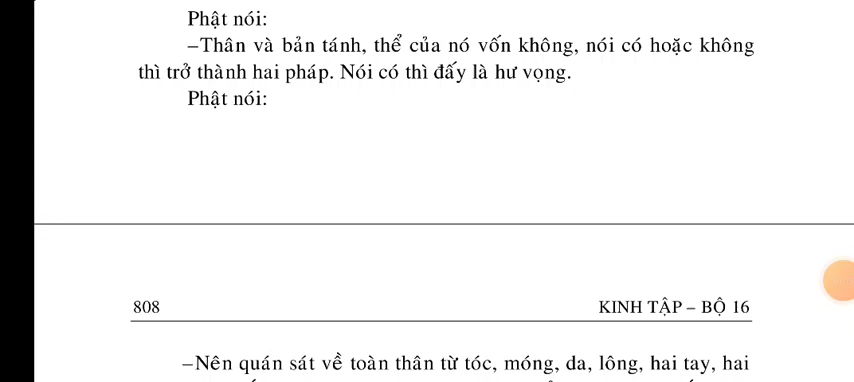 Phật nói:
–Thân và bản tánh, thể của nó vốn không, nói có hoặc không
thì trở thành hai pháp. Nói có thì đấy là hư vọng.
Phật nói:
808 KINH TẬP – BỘ 16
–Nên quán sát về toàn thân từ tóc, móng, da, lông, hai tay, hai